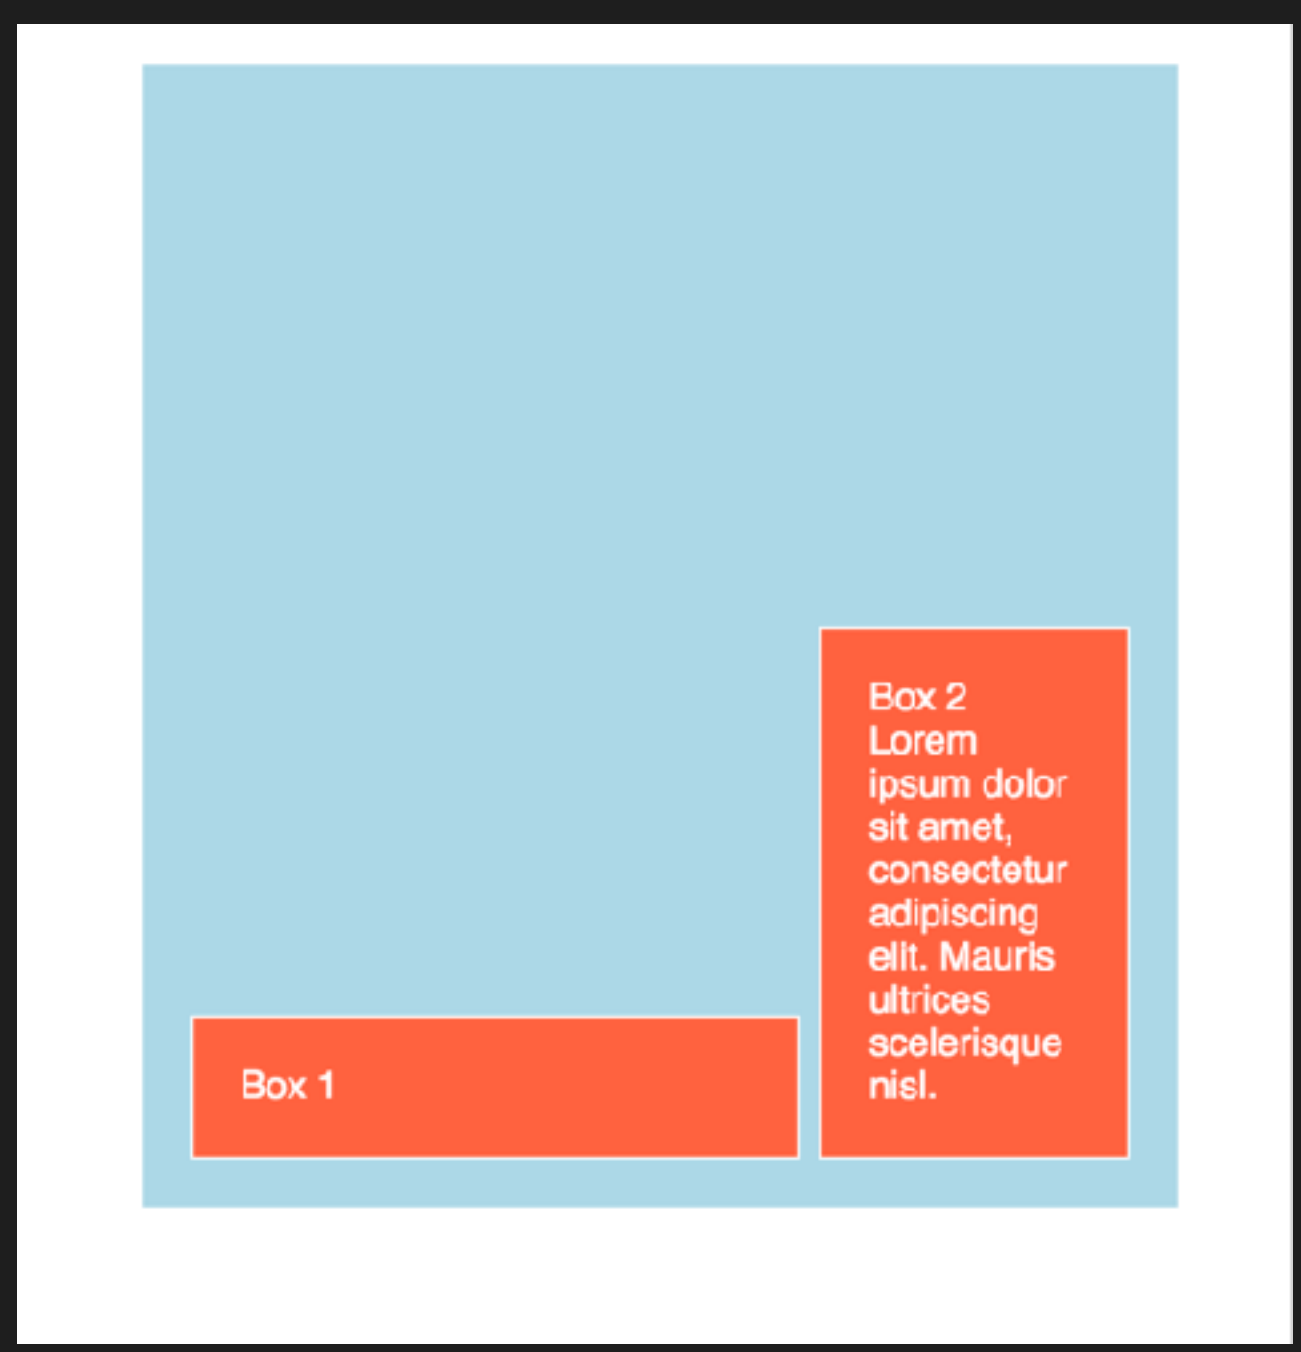 Box 1
Box 2
Lorem
ipsum dolor
sit amet,
consectetur
adipiscing
elit. Mauris
ultrices
scelerisque
nisl.